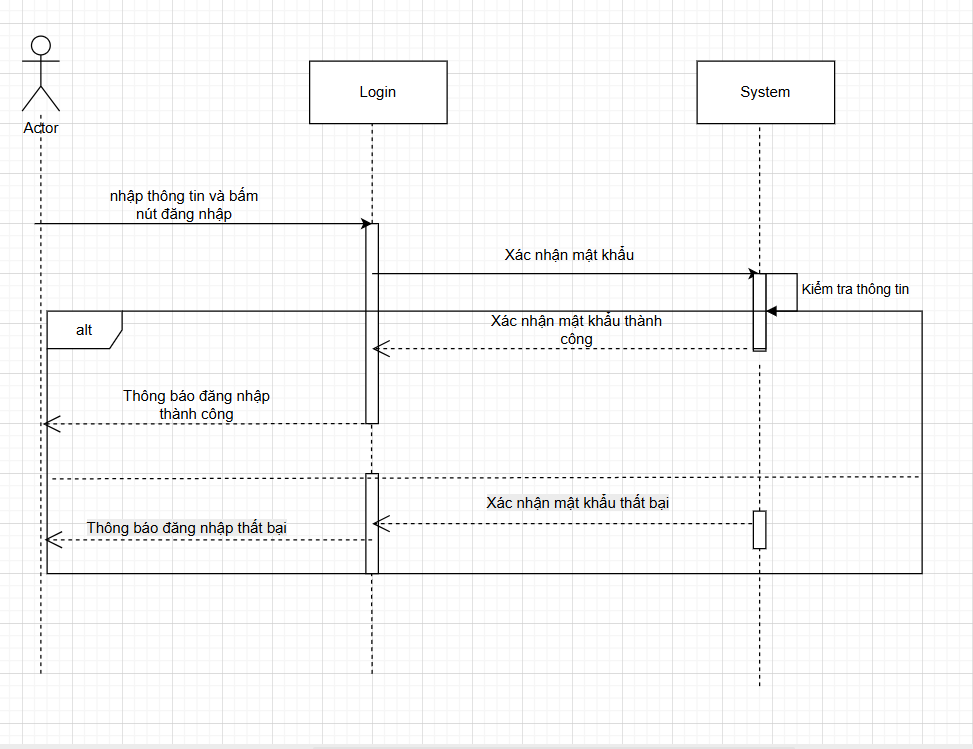 Actor
Login
System
nhập thông tin và bấm
nút đăng nhập
Xác nhận mật khẩu
Kiểm tra thông tin
alt
Xác nhận mật khẩu thành
công
Thông báo đăng nhập
thành công
Xác nhận mật khẩu thất bại
Thông báo đăng nhập thất bại